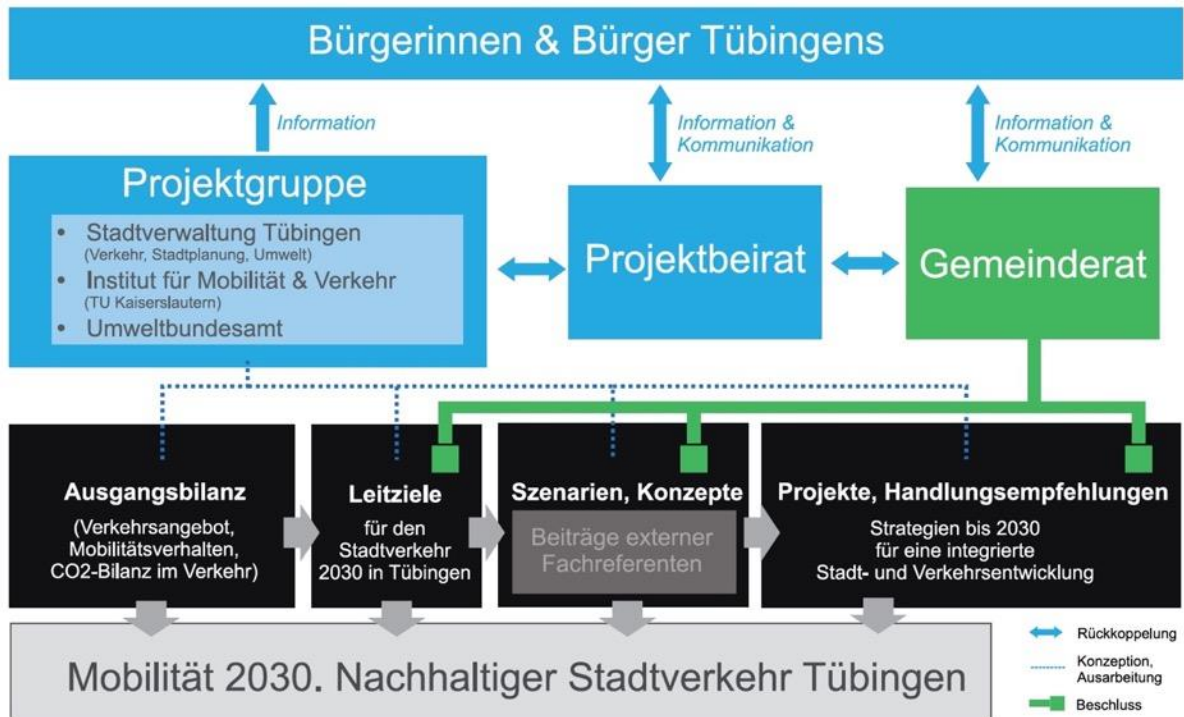 Bürgerinnen & Bürger Tübingens
Information
Information &
Kommunikation
Information &
Kommunikation
Projektgruppe
• Stadtverwaltung Tübingen
(Verkehr, Stadtplanung, Umwelt)
• Institut für Mobilität & Verkehr
(TU Kaiserslautern)
• Umweltbundesamt
Projektbeirat
Gemeinderat
Ausgangsbilanz
(Verkehrsangebot,
Mobilitätsverhalten,
CO2-Bilanz im Verkehr)
Leitziele
für den
Stadtverkehr
2030 in Tübingen
Szenarien, Konzepte
Beiträge externer
Fachreferenten
Projekte, Handlungsempfehlungen
Strategien bis 2030
für eine integrierte
Stadt- und Verkehrsentwicklung
Mobilität 2030. Nachhaltiger Stadtverkehr Tübingen
Rückkoppelung
Konzeption,
Ausarbeitung
Beschluss